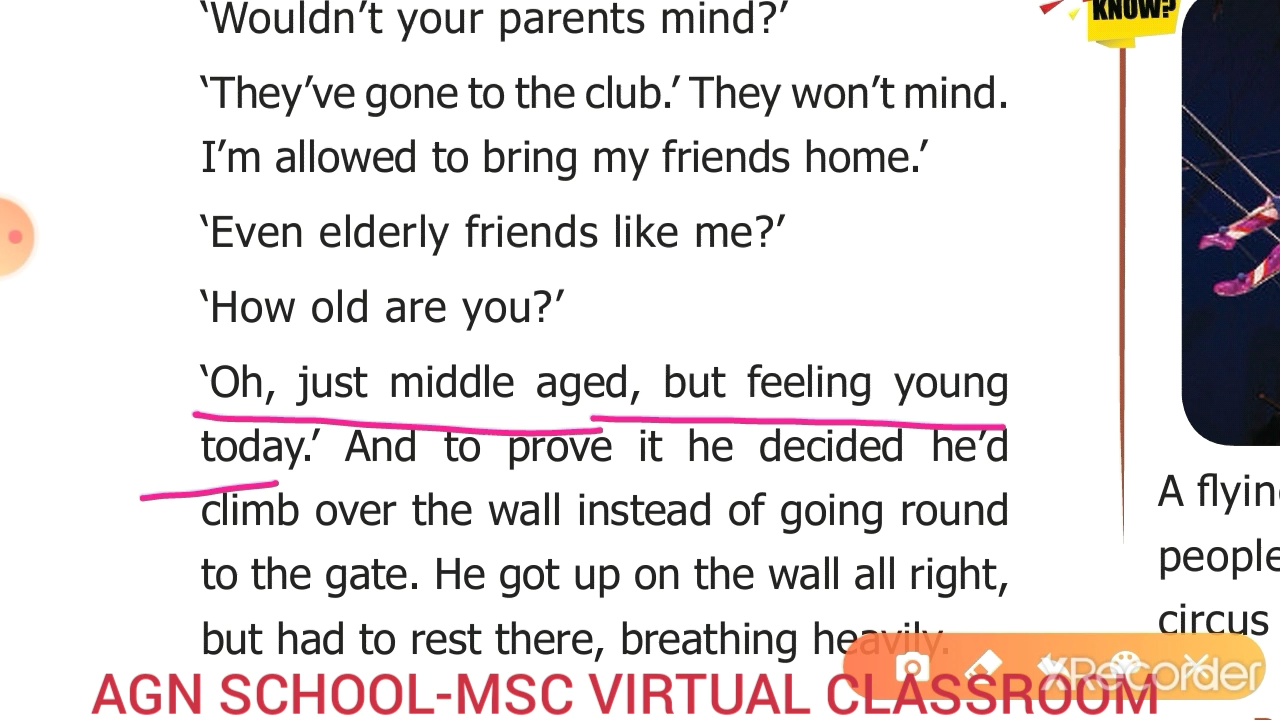 ‘Wouldn’t your parents mind?’
‘They’ve gone to the club.’ They won’t mind.
I’m allowed to bring my friends home.’
‘Even elderly friends like me?’
‘How old are you?’
‘Oh, just middle aged, but feeling young
today.’ And to prove it he decided he’d
climb over the wall instead of going round
to the gate. He got up on the wall all right,
but had to rest there, breathing heavily.
KNOW?
A
people
circus
XRecorder
AGN SCHOOL-MSC VIRTUAL CLASSROOM